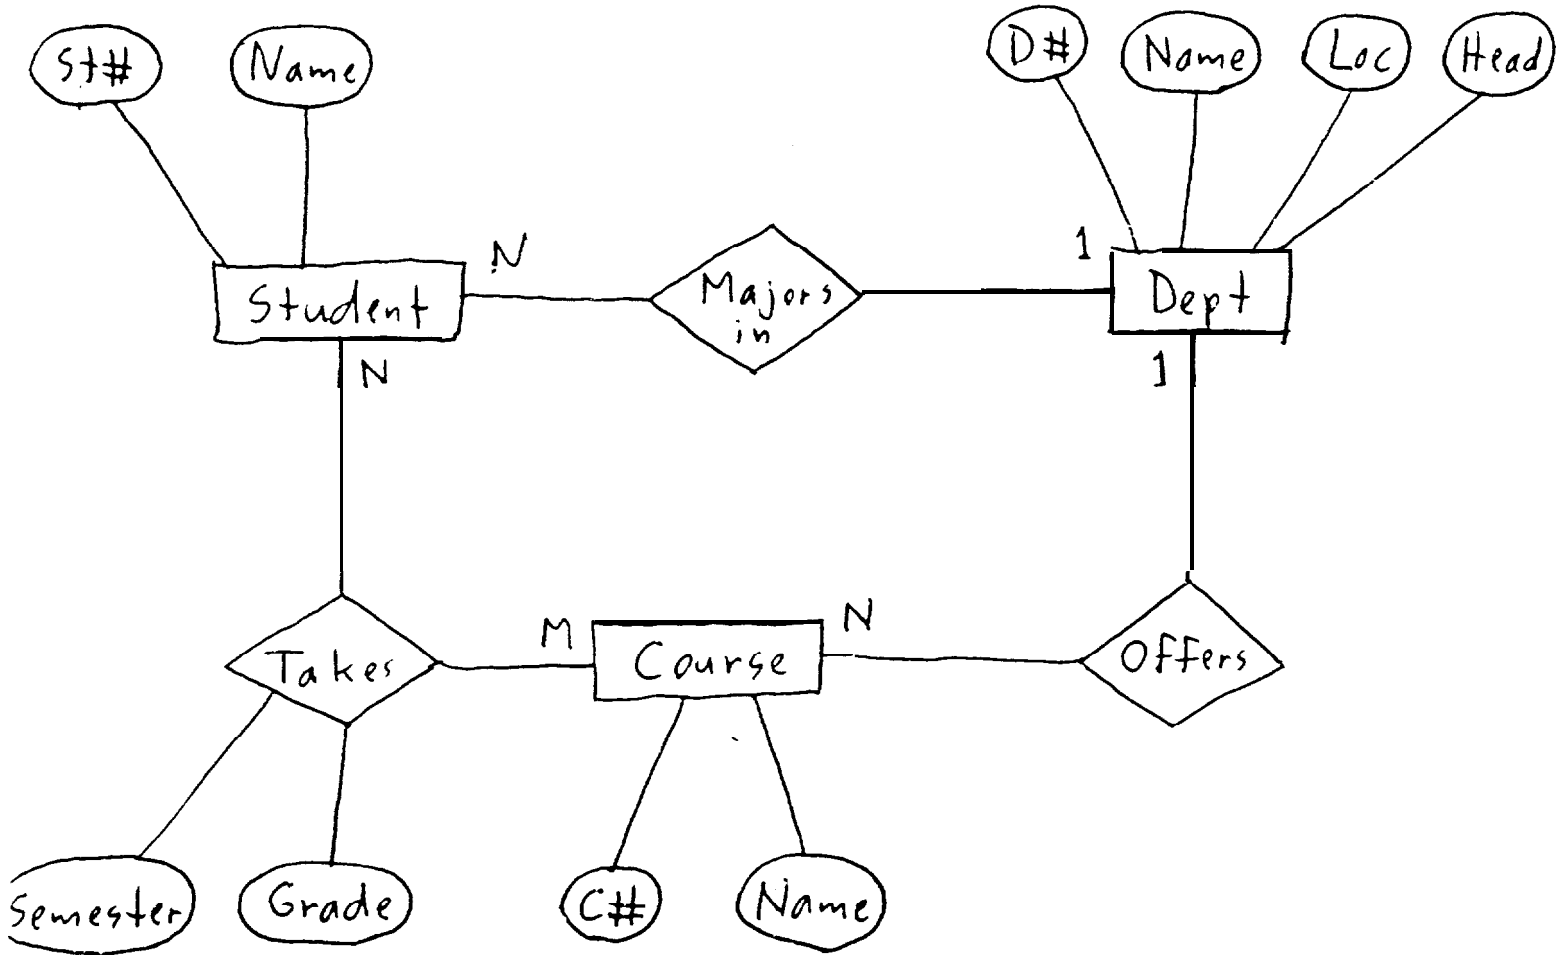 St#
Name
D#
Name
Loc
Head
N
1
Student
Majors
in
Dept
N
1
M
N
Takes
Course
Offers
Semester
Grade
C#
Name